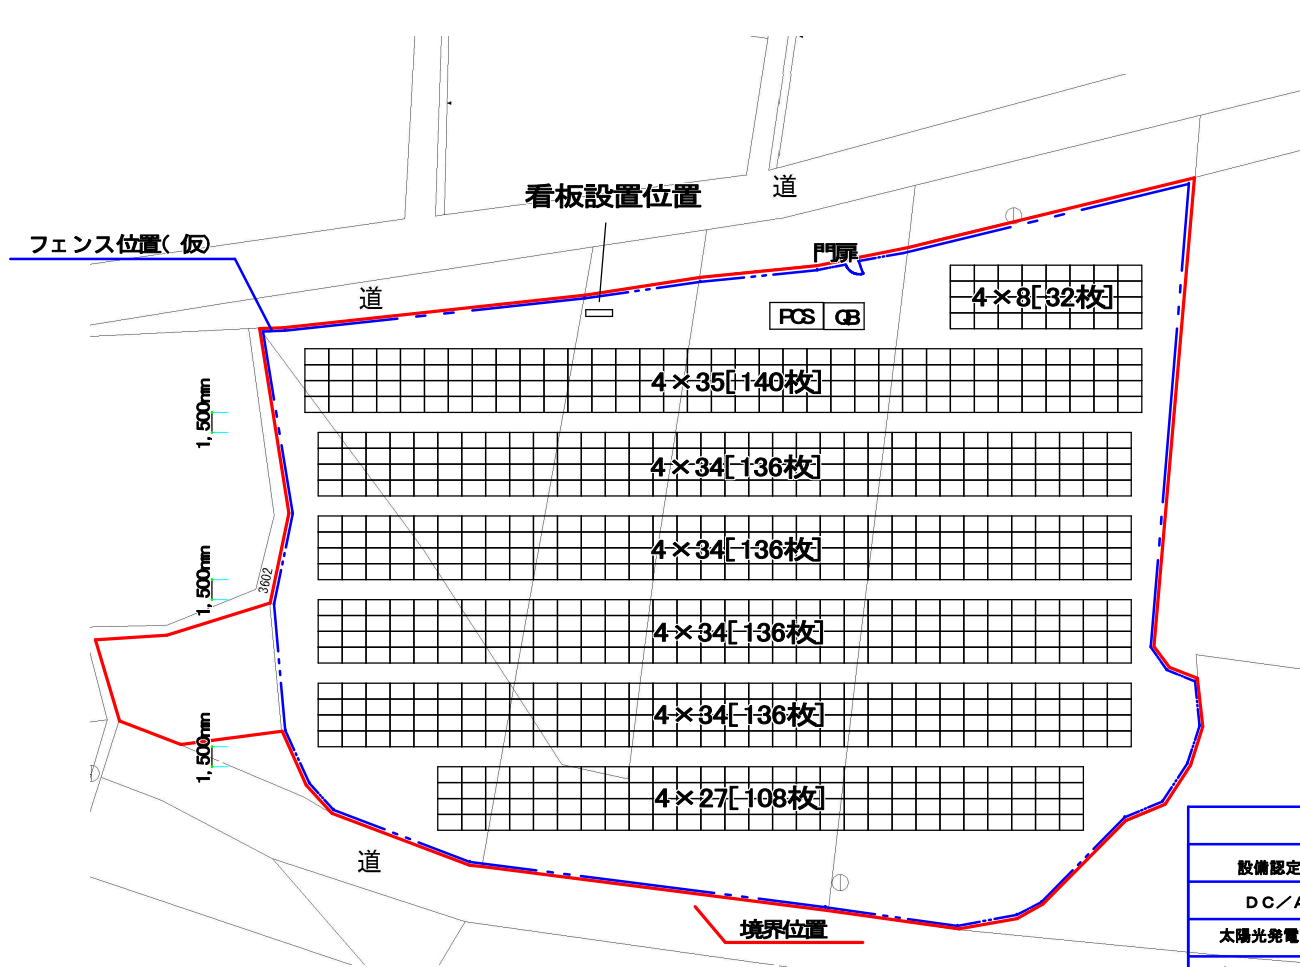 道
看板設置位置
フェンス位置(仮)
門扉
道
4×8[32枚]
PCS
QB
4×35[140枚]
1,500mm
4×34[136枚]
4×34[136枚]
1,500mm
3602
4×34[136枚]
4×34[136枚]
1,500mm
4×27[108枚]
道
設備認定
DC/A
境界位置
太陽光発電